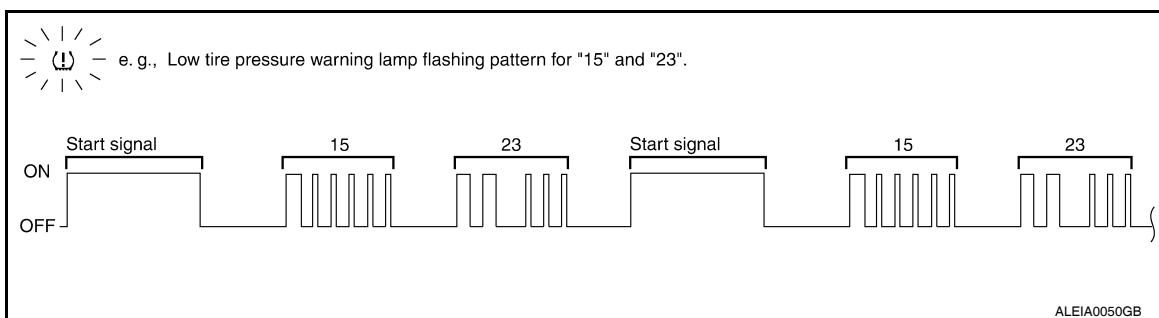 e. g., Low tire pressure warning lamp flashing pattern for "15" and "23".
Start signal 15 23 Start signal 15 23
ON
OFF
ALEIA0050GB